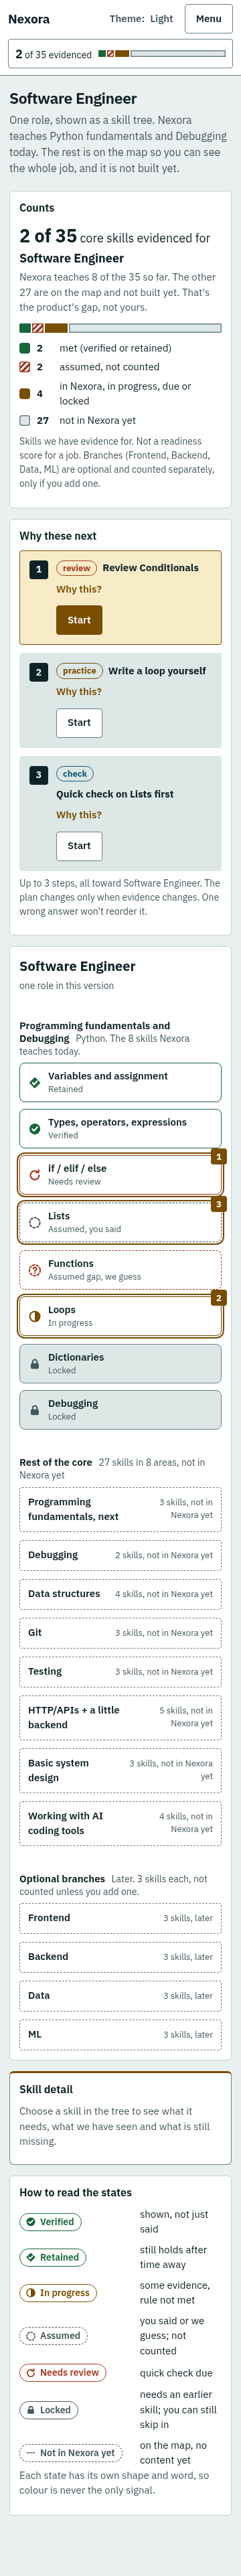 Nexora
Theme: Light
Menu
2 of 35 evidenced
Software Engineer
One role, shown as a skill tree. Nexora
teaches Python fundamentals and Debugging
today. The rest is on the map so you can see
the whole job, and it is not built yet.
Counts
2 of 35 core skills evidenced for
Software Engineer
Nexora teaches 8 of the 35 so far. The other
27 are on the map and not built yet. That's
the product's gap, not yours.
2 met (verified or retained)
2 assumed, not counted
4 in Nexora, in progress, due or
locked
27 not in Nexora yet
Skills we have evidence for. Not a readiness
score for a job. Branches (Frontend, Backend,
Data, ML) are optional and counted separately,
only if you add one.
Why these next
1 review Review Conditionals
Why this?
Start
2 practice Write a loop yourself
Why this?
Start
3 check
Quick check on Lists first
Why this?
Start
Up to 3 steps, all toward Software Engineer. The
plan changes only when evidence changes. One
wrong answer won't reorder it.
Software Engineer
one role in this version
Programming fundamentals and
Debugging Python. The 8 skills Nexora
teaches today.
Variables and assignment
Retained
Types, operators, expressions
Verified
1
if / elif / else
Needs review
3
Lists
Assumed, you said
Functions
Assumed gap, we guess
2
Loops
In progress
Dictionaries
Locked
Debugging
Locked
Rest of the core 27 skills in 8 areas, not in
Nexora yet
Programming
fundamentals, next
3 skills, not in
Nexora yet
Debugging 2 skills, not in Nexora yet
Data structures 4 skills, not in Nexora yet
Git 3 skills, not in Nexora yet
Testing 3 skills, not in Nexora yet
HTTP/APIs + a little
backend
5 skills, not in
Nexora yet
Basic system
design
3 skills, not in Nexora
yet
Working with AI
coding tools
4 skills, not in
Nexora yet
Optional branches Later. 3 skills each, not
counted unless you add one.
Frontend 3 skills, later
Backend 3 skills, later
Data 3 skills, later
ML 3 skills, later
Skill detail
Choose a skill in the tree to see what it
needs, what we have seen and what is still
missing.
How to read the states
Verified
shown, not just
said
Retained
still holds after
time away
In progress
some evidence,
rule not met
Assumed
you said or we
guess; not
counted
Needs review
quick check due
Locked
needs an earlier
skill; you can still
skip in
Not in Nexora yet
on the map, no
content yet
Each state has its own shape and word, so
colour is never the only signal.